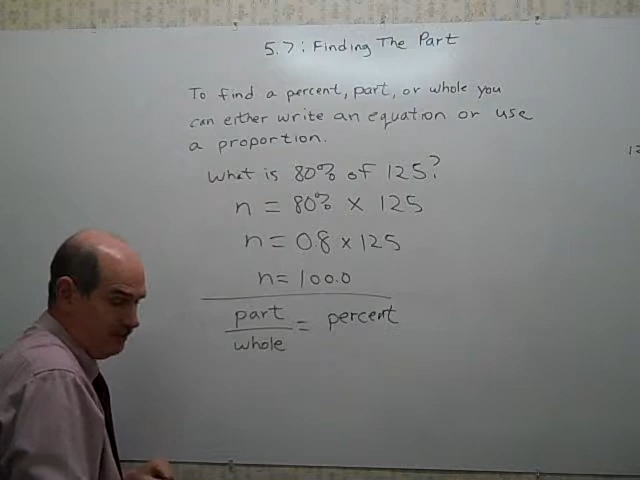 5.7: Finding The Part
To find a percent, part, or whole you
can either write an equation or use
a proportion.
What is 80% of 125?
n = 80% × 125
n = 0.8 × 125
n = 100.0
part
whole
= percent
12